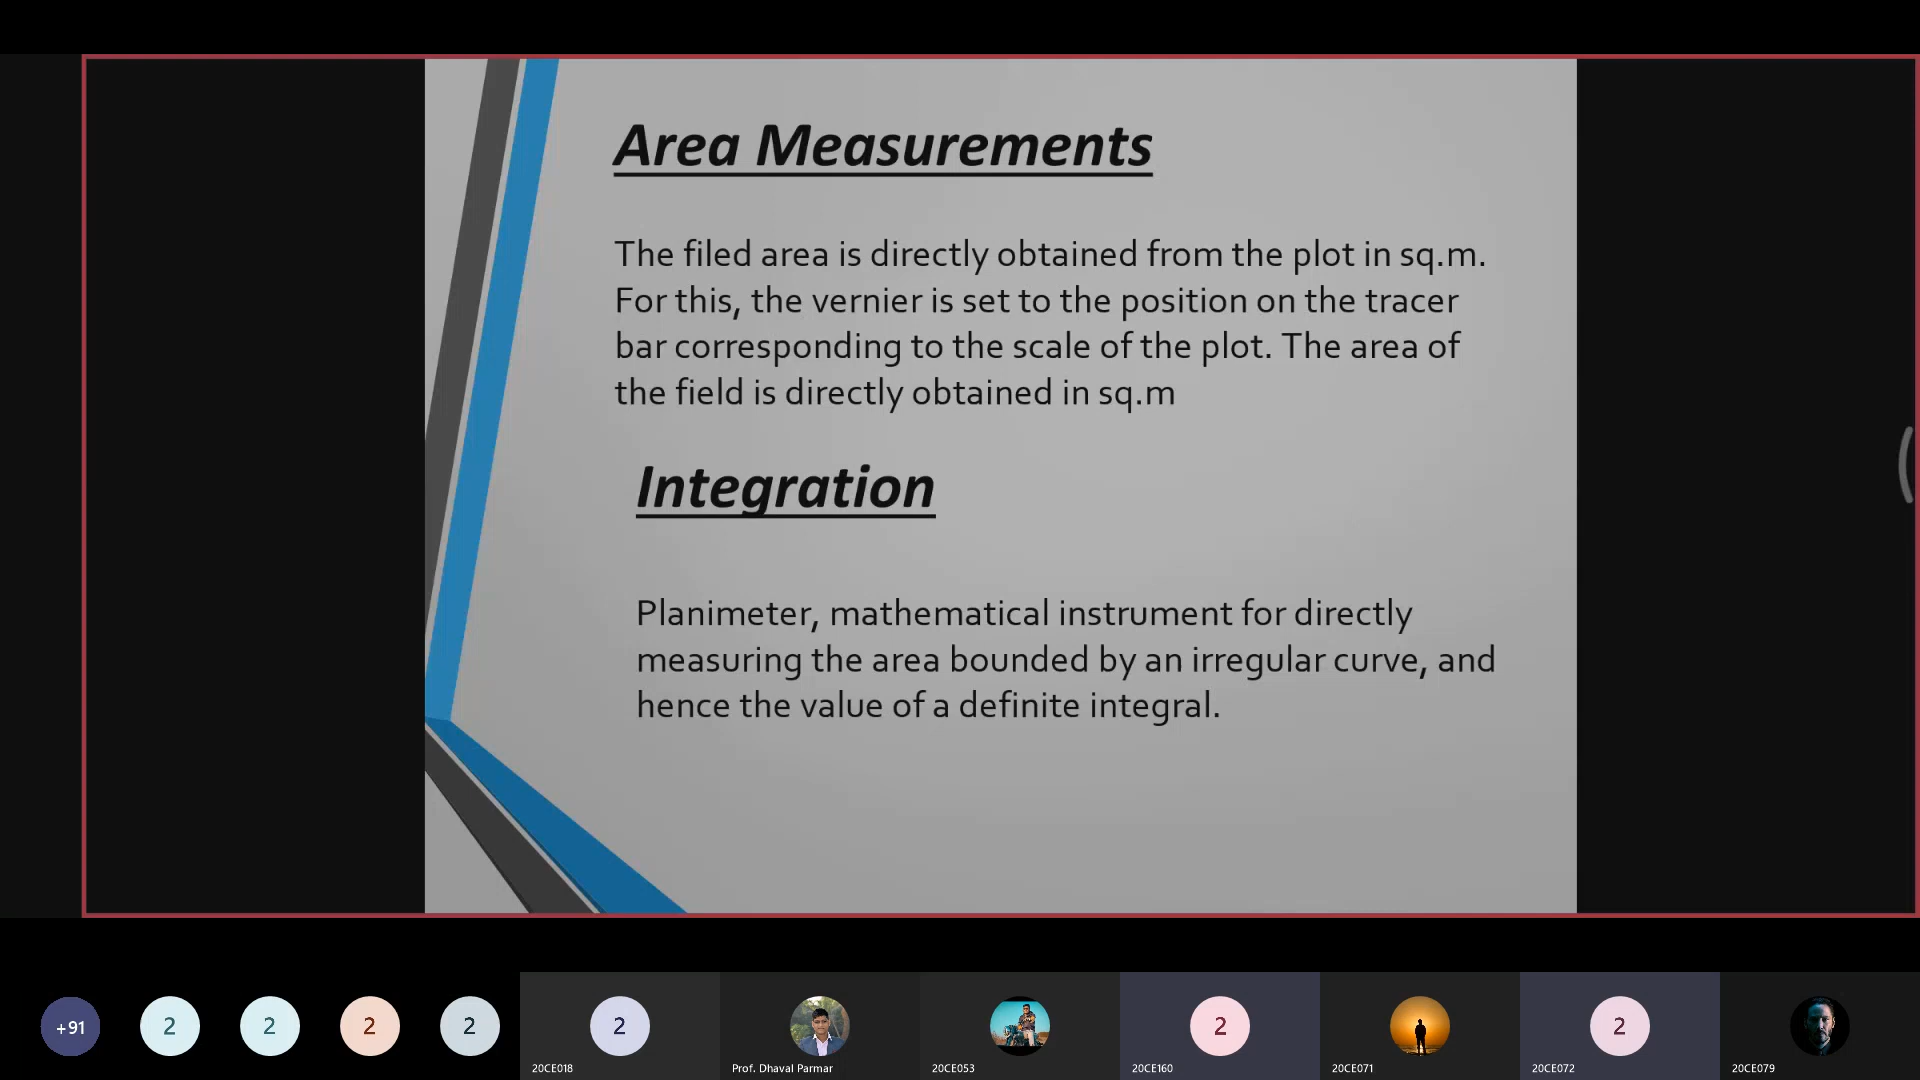 Area Measurements
The filed area is directly obtained from the plot in sq.m.
For this, the vernier is set to the position on the tracer
bar corresponding to the scale of the plot. The area of
the field is directly obtained in sq.m
Integration
Planimeter, mathematical instrument for directly
measuring the area bounded by an irregular curve, and
hence the value of a definite integral.
+91 2 2 2 2 2 2 2
20CE018 Prof. Dhaval Parmar 20CE053 20CE160 20CE071 20CE072 20CE079